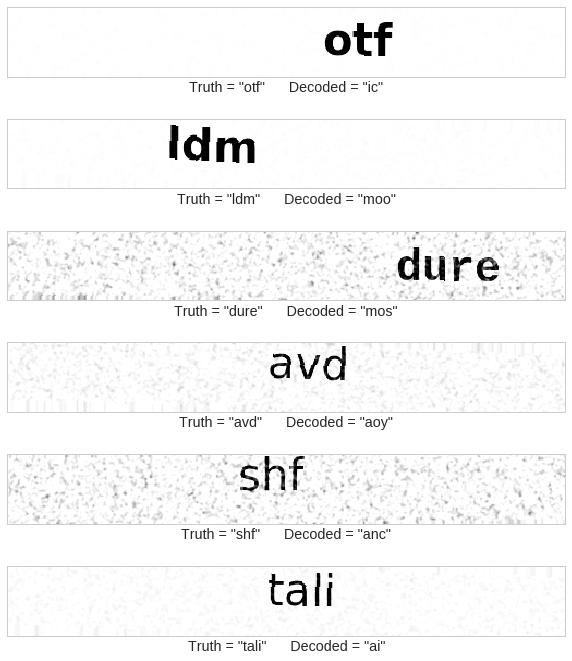 otf
Truth = "otf" Decoded = "ic"
ldm
Truth = "ldm" Decoded = "moo"
dure
Truth = "dure" Decoded = "mos"
avd
Truth = "avd" Decoded = "aoy"
shf
Truth = "shf" Decoded = "anc"
tali
Truth = "tali" Decoded = "ai"